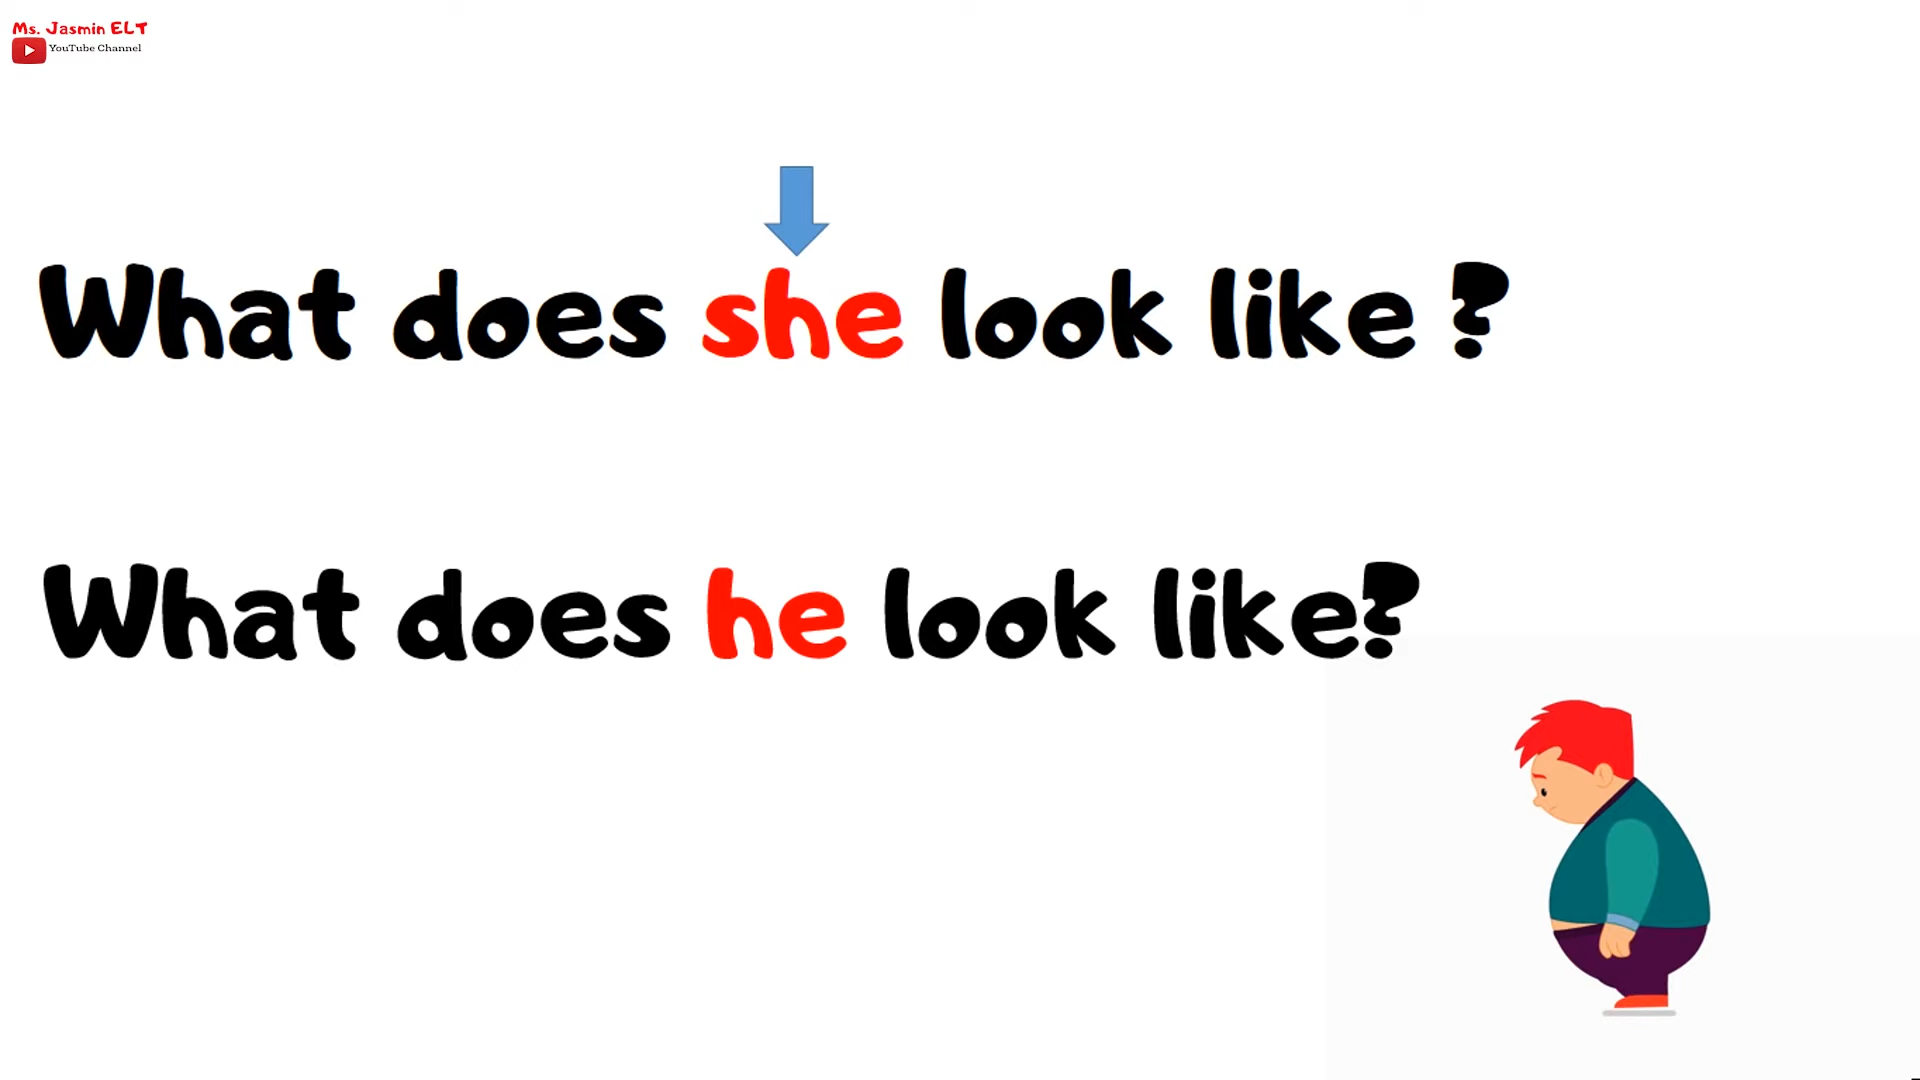 Ms. Jasmin ELT
YouTube Channel
What does she look like ?
What does he look like?